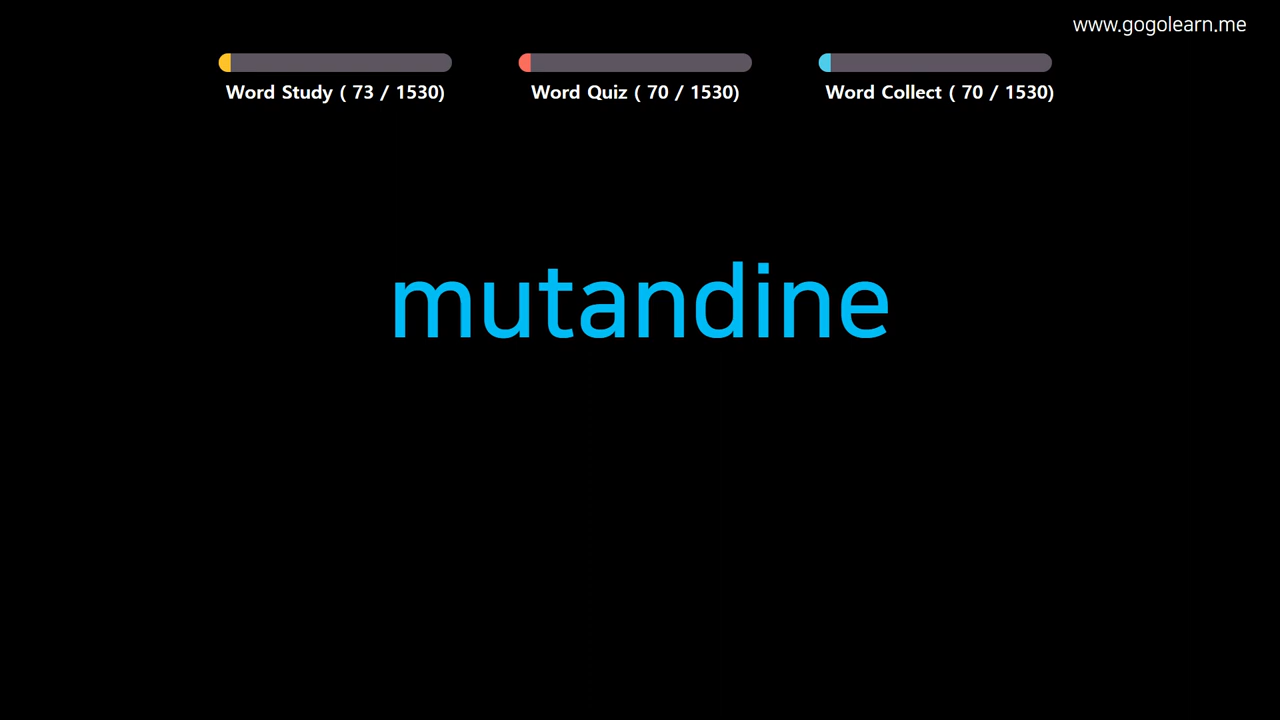 www.gogolearn.me
Word Study ( 73 / 1530)
Word Quiz ( 70 / 1530)
Word Collect ( 70 / 1530)
mutandine